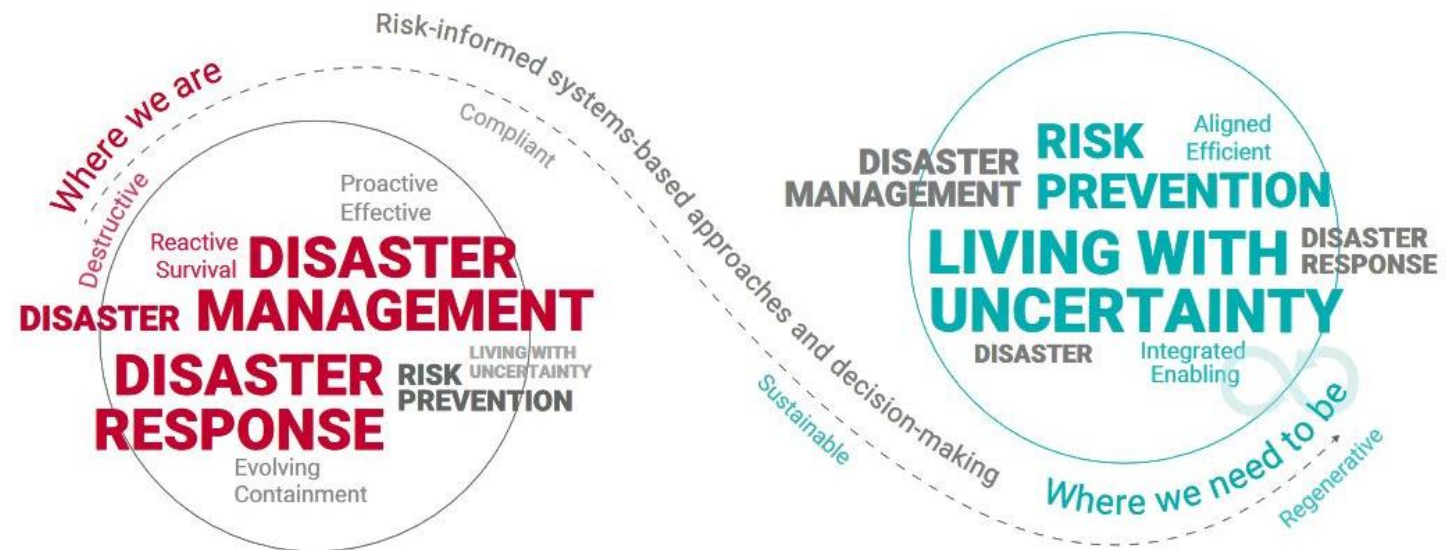 Where we are
Destructive
Risk-informed systems-based approaches and decision-making
Compliant
Proactive
Effective
Reactive
Survival
DISASTER
MANAGEMENT
DISASTER
DISASTER
RESPONSE
RISK
PREVENTION
LIVING WITH
UNCERTAINTY
Evolving
Containment
Sustainable
DISASTER
MANAGEMENT
RISK
PREVENTION
Aligned
Efficient
LIVING WITH
UNCERTAINTY
DISASTER
RESPONSE
DISASTER
Integrated
Enabling
Where we need to be
Regenerative